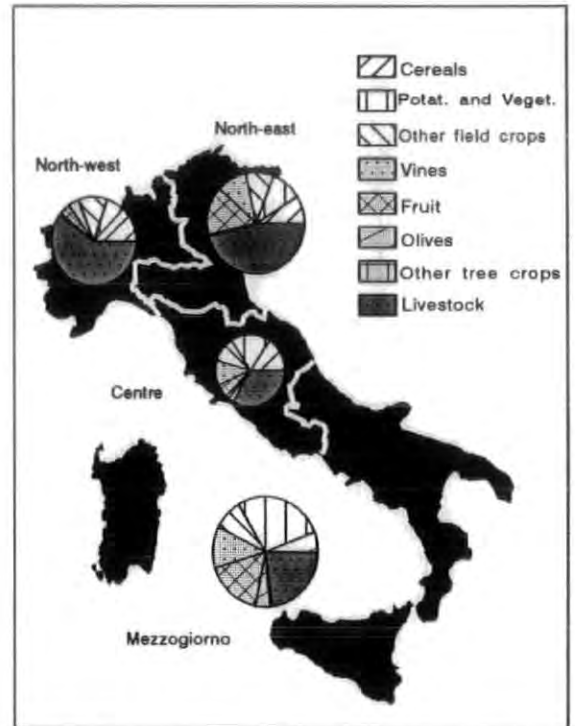 Cereals
Potat. and Veget.
Other field crops
Vines
Fruit
Olives
Other tree crops
Livestock
North-east
North-west
Centre
Mezzogiorno